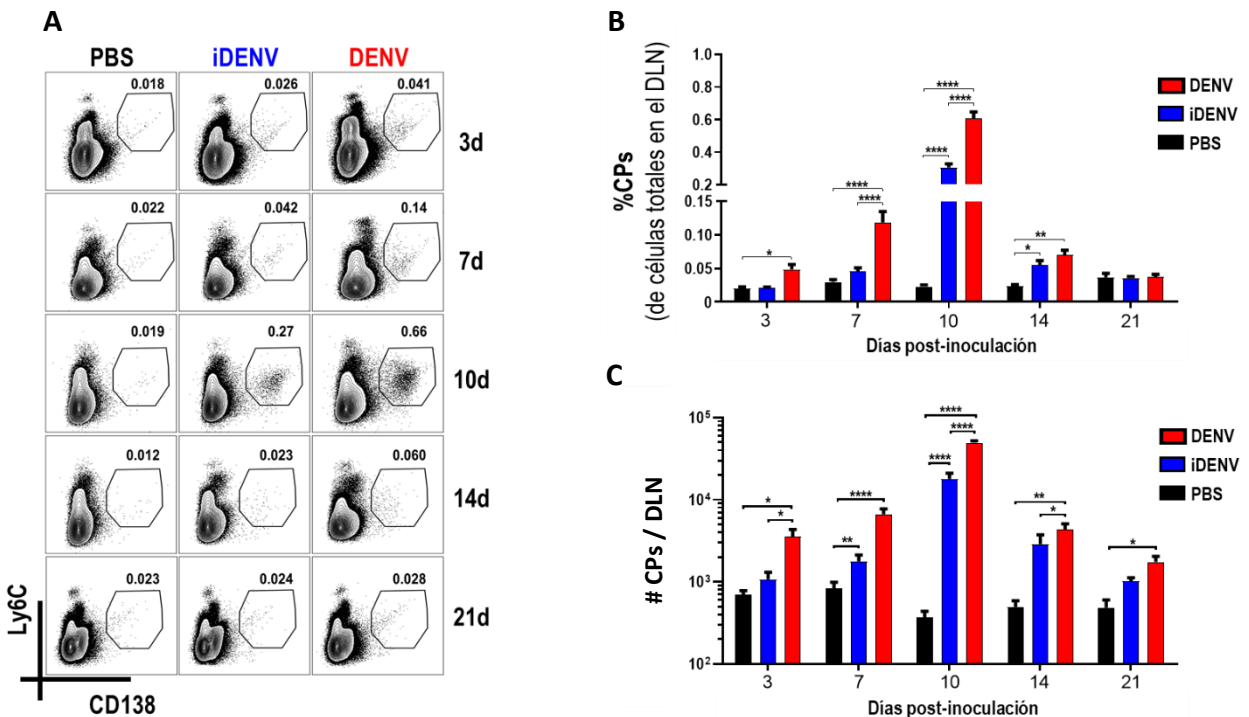 A
PBS iDENV DENV
0.018 0.026 0.041
3d
0.022 0.042 0.14
7d
0.019 0.27 0.66
10d
0.012 0.023 0.060
14d
0.023 0.024 0.028
21d
Ly6C
CD138
B
%CPs
(de células totales en el DLN)
1.0
0.8
0.6
0.4
0.2
0.15
0.10
0.05
0
*
****
****
****
****
****
**
*
3 7 10 14 21
Días post-inoculación
DENV
iDENV
PBS
C
# CPs / DLN
10⁵
10⁴
10³
10²
*
*
****
**
****
****
****
**
*
*
3 7 10 14 21
Días post-inoculación
DENV
iDENV
PBS